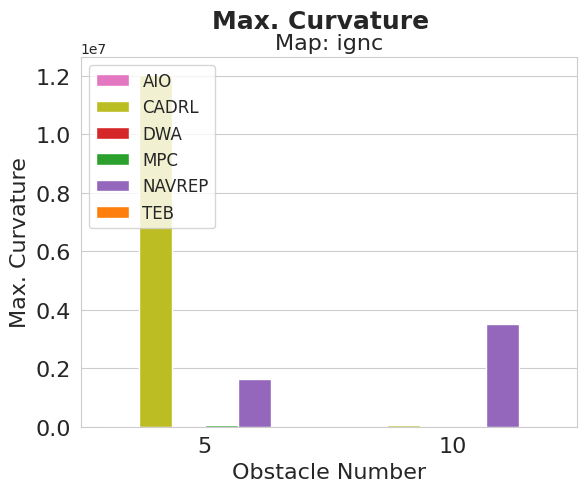 Max. Curvature
Map: ignc
1e7
1.2
1.0
0.8
0.6
0.4
0.2
0.0
Max. Curvature
AIO
CADRL
DWA
MPC
NAVREP
TEB
5
10
Obstacle Number